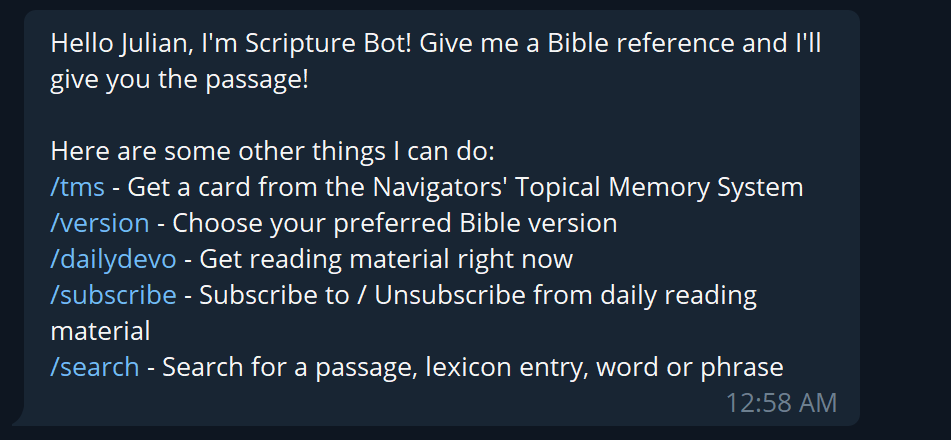 Hello Julian, I'm Scripture Bot! Give me a Bible reference and I'll
give you the passage!
Here are some other things I can do:
/tms - Get a card from the Navigators' Topical Memory System
/version - Choose your preferred Bible version
/dailydevo - Get reading material right now
/subscribe - Subscribe to / Unsubscribe from daily reading
material
/search - Search for a passage, lexicon entry, word or phrase
12:58 AM